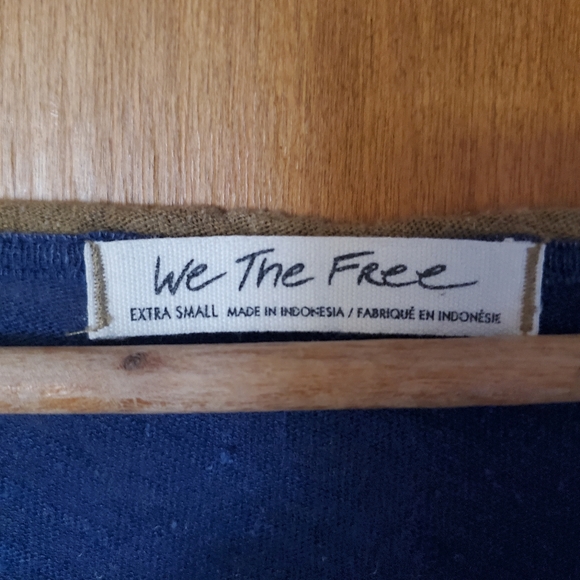 We The Free
EXTRA SMALL MADE IN INDONESIA / FABRIQUÉ EN INDONÉSIE